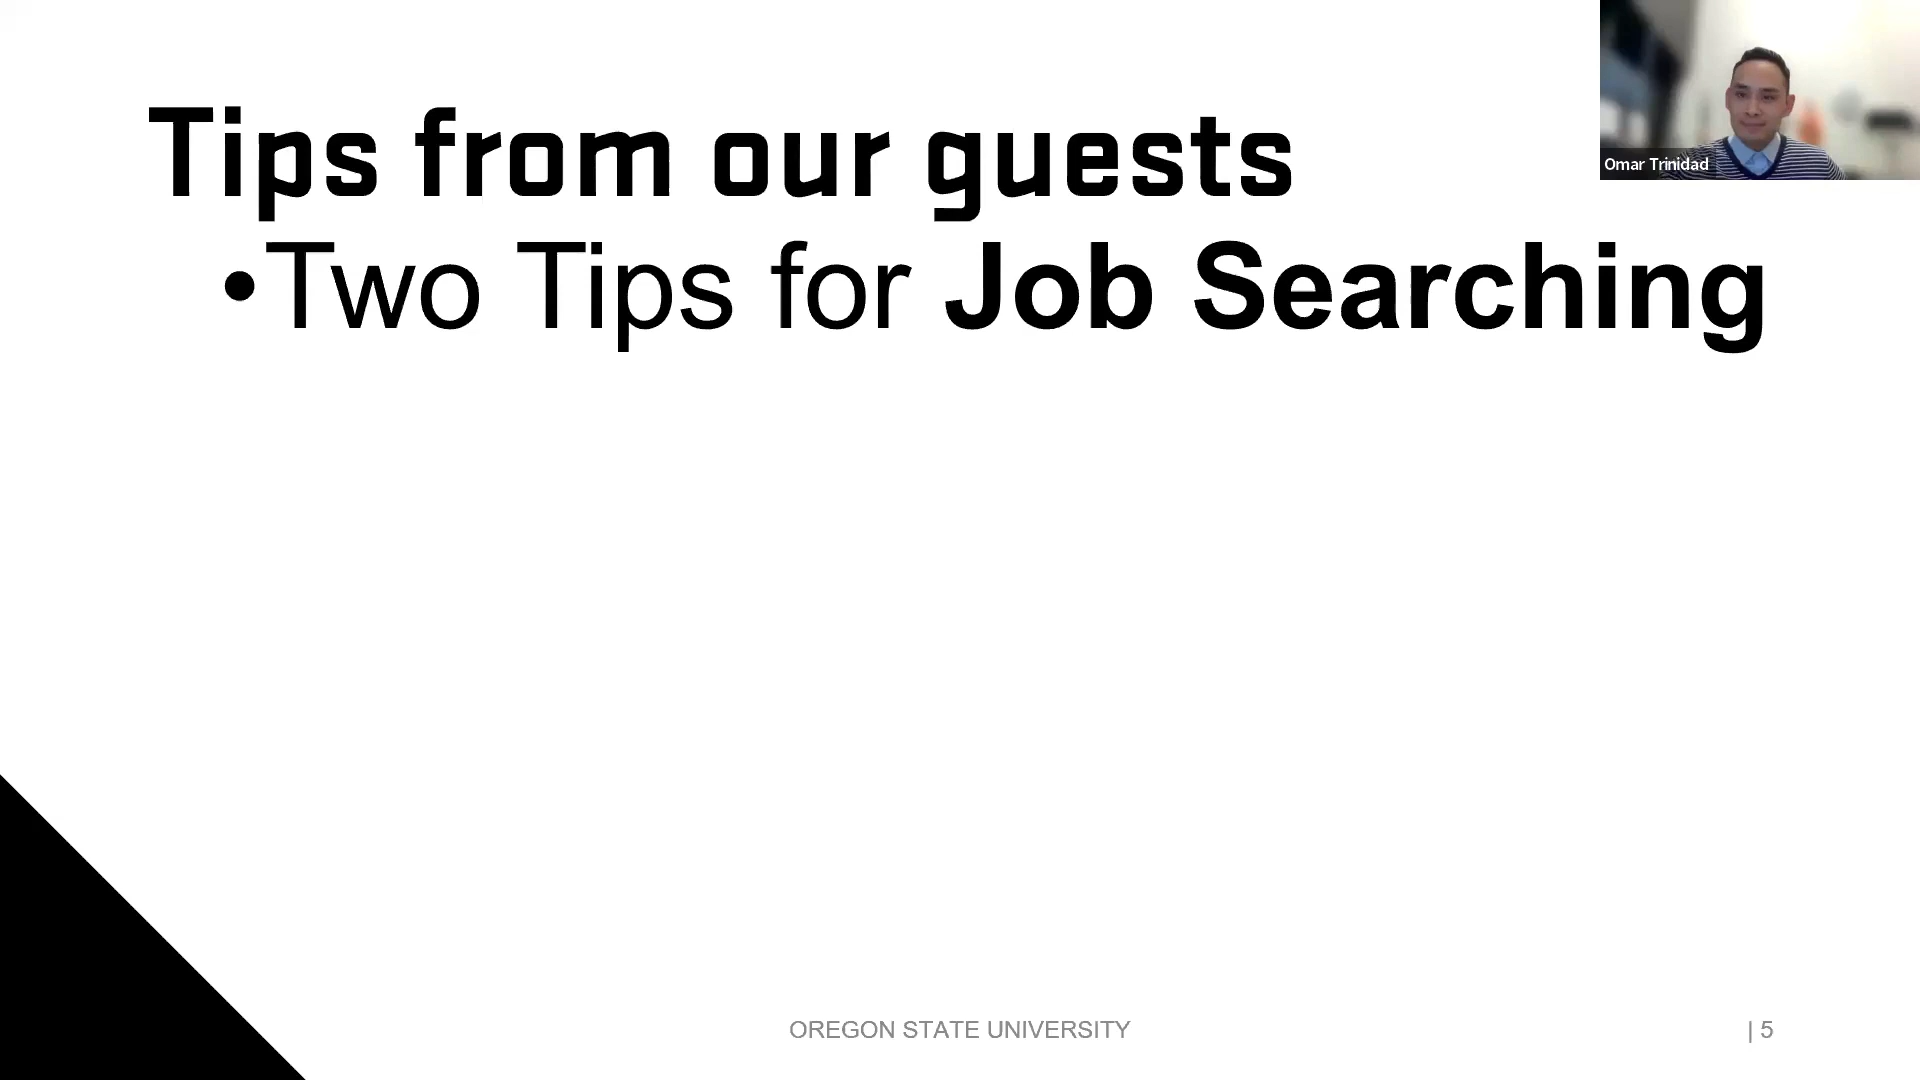 Tips from our guests
•Two Tips for Job Searching
Omar Trinidad
OREGON STATE UNIVERSITY
| 5